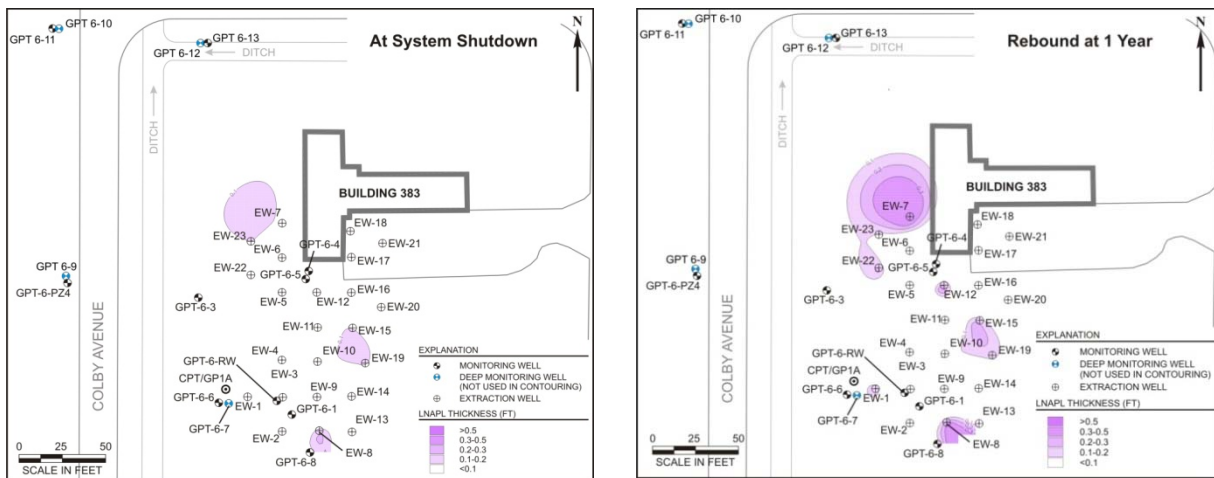 At System Shutdown
N
GPT 6-10
GPT 6-11
GPT 6-13
GPT 6-12
DITCH
DITCH
BUILDING 383
EW-7
EW-18
GPT-6-4
EW-23
EW-6
EW-21
EW-17
GPT 6-9
EW-22
GPT-6-5
GPT-6-PZ4
GPT-6-3
EW-5
EW-12
EW-16
EW-20
EW-11
EW-15
COLBY AVENUE
GPT-6-RW
EW-4
EW-10
EW-19
CPT/GP1A
EW-3
EW-9
EW-14
GPT-6-6
EW-1
GPT-6-1
GPT-6-7
EW-2
EW-13
EW-8
GPT-6-8
EXPLANATION
MONITORING WELL
DEEP MONITORING WELL
(NOT USED IN CONTOURING)
EXTRACTION WELL
LNAPL THICKNESS (FT)
>0.5
0.3-0.5
0.2-0.3
0.1-0.2
<0.1
0 25 50
SCALE IN FEET
Rebound at 1 Year
N
GPT 6-10
GPT 6-11
GPT 6-13
GPT 6-12
DITCH
DITCH
BUILDING 383
EW-7
EW-18
GPT-6-4
EW-23
EW-6
EW-21
EW-17
GPT 6-9
EW-22
GPT-6-5
GPT-6-PZ4
GPT-6-3
EW-5
EW-12
EW-16
EW-20
EW-11
EW-15
COLBY AVENUE
GPT-6-RW
EW-4
EW-10
EW-19
CPT/GP1A
EW-3
EW-9
EW-14
GPT-6-6
EW-1
GPT-6-1
GPT-6-7
EW-2
EW-13
EW-8
GPT-6-8
EXPLANATION
MONITORING WELL
DEEP MONITORING WELL
(NOT USED IN CONTOURING)
EXTRACTION WELL
LNAPL THICKNESS (FT)
>0.5
0.3-0.5
0.2-0.3
0.1-0.2
<0.1
0 25 50
SCALE IN FEET